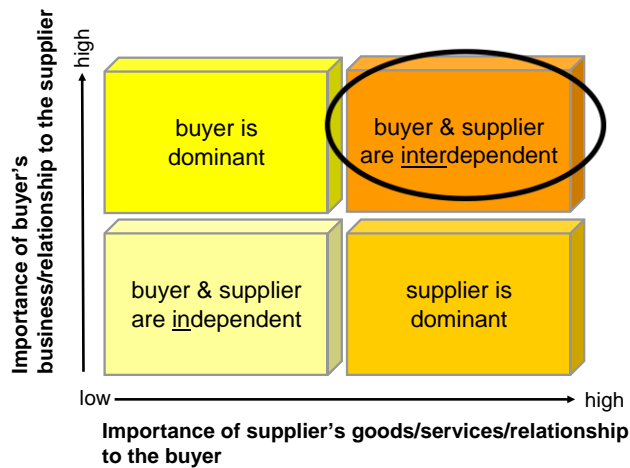 Importance of buyer's
business/relationship to the supplier
high
buyer is
dominant
buyer & supplier
are interdependent
buyer & supplier
are independent
supplier is
dominant
low
high
Importance of supplier's goods/services/relationship
to the buyer